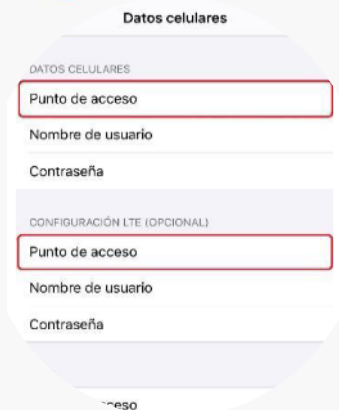 Datos celulares
DATOS CELULARES
Punto de acceso
Nombre de usuario
Contraseña
CONFIGURACIÓN LTE (OPCIONAL)
Punto de acceso
Nombre de usuario
Contraseña